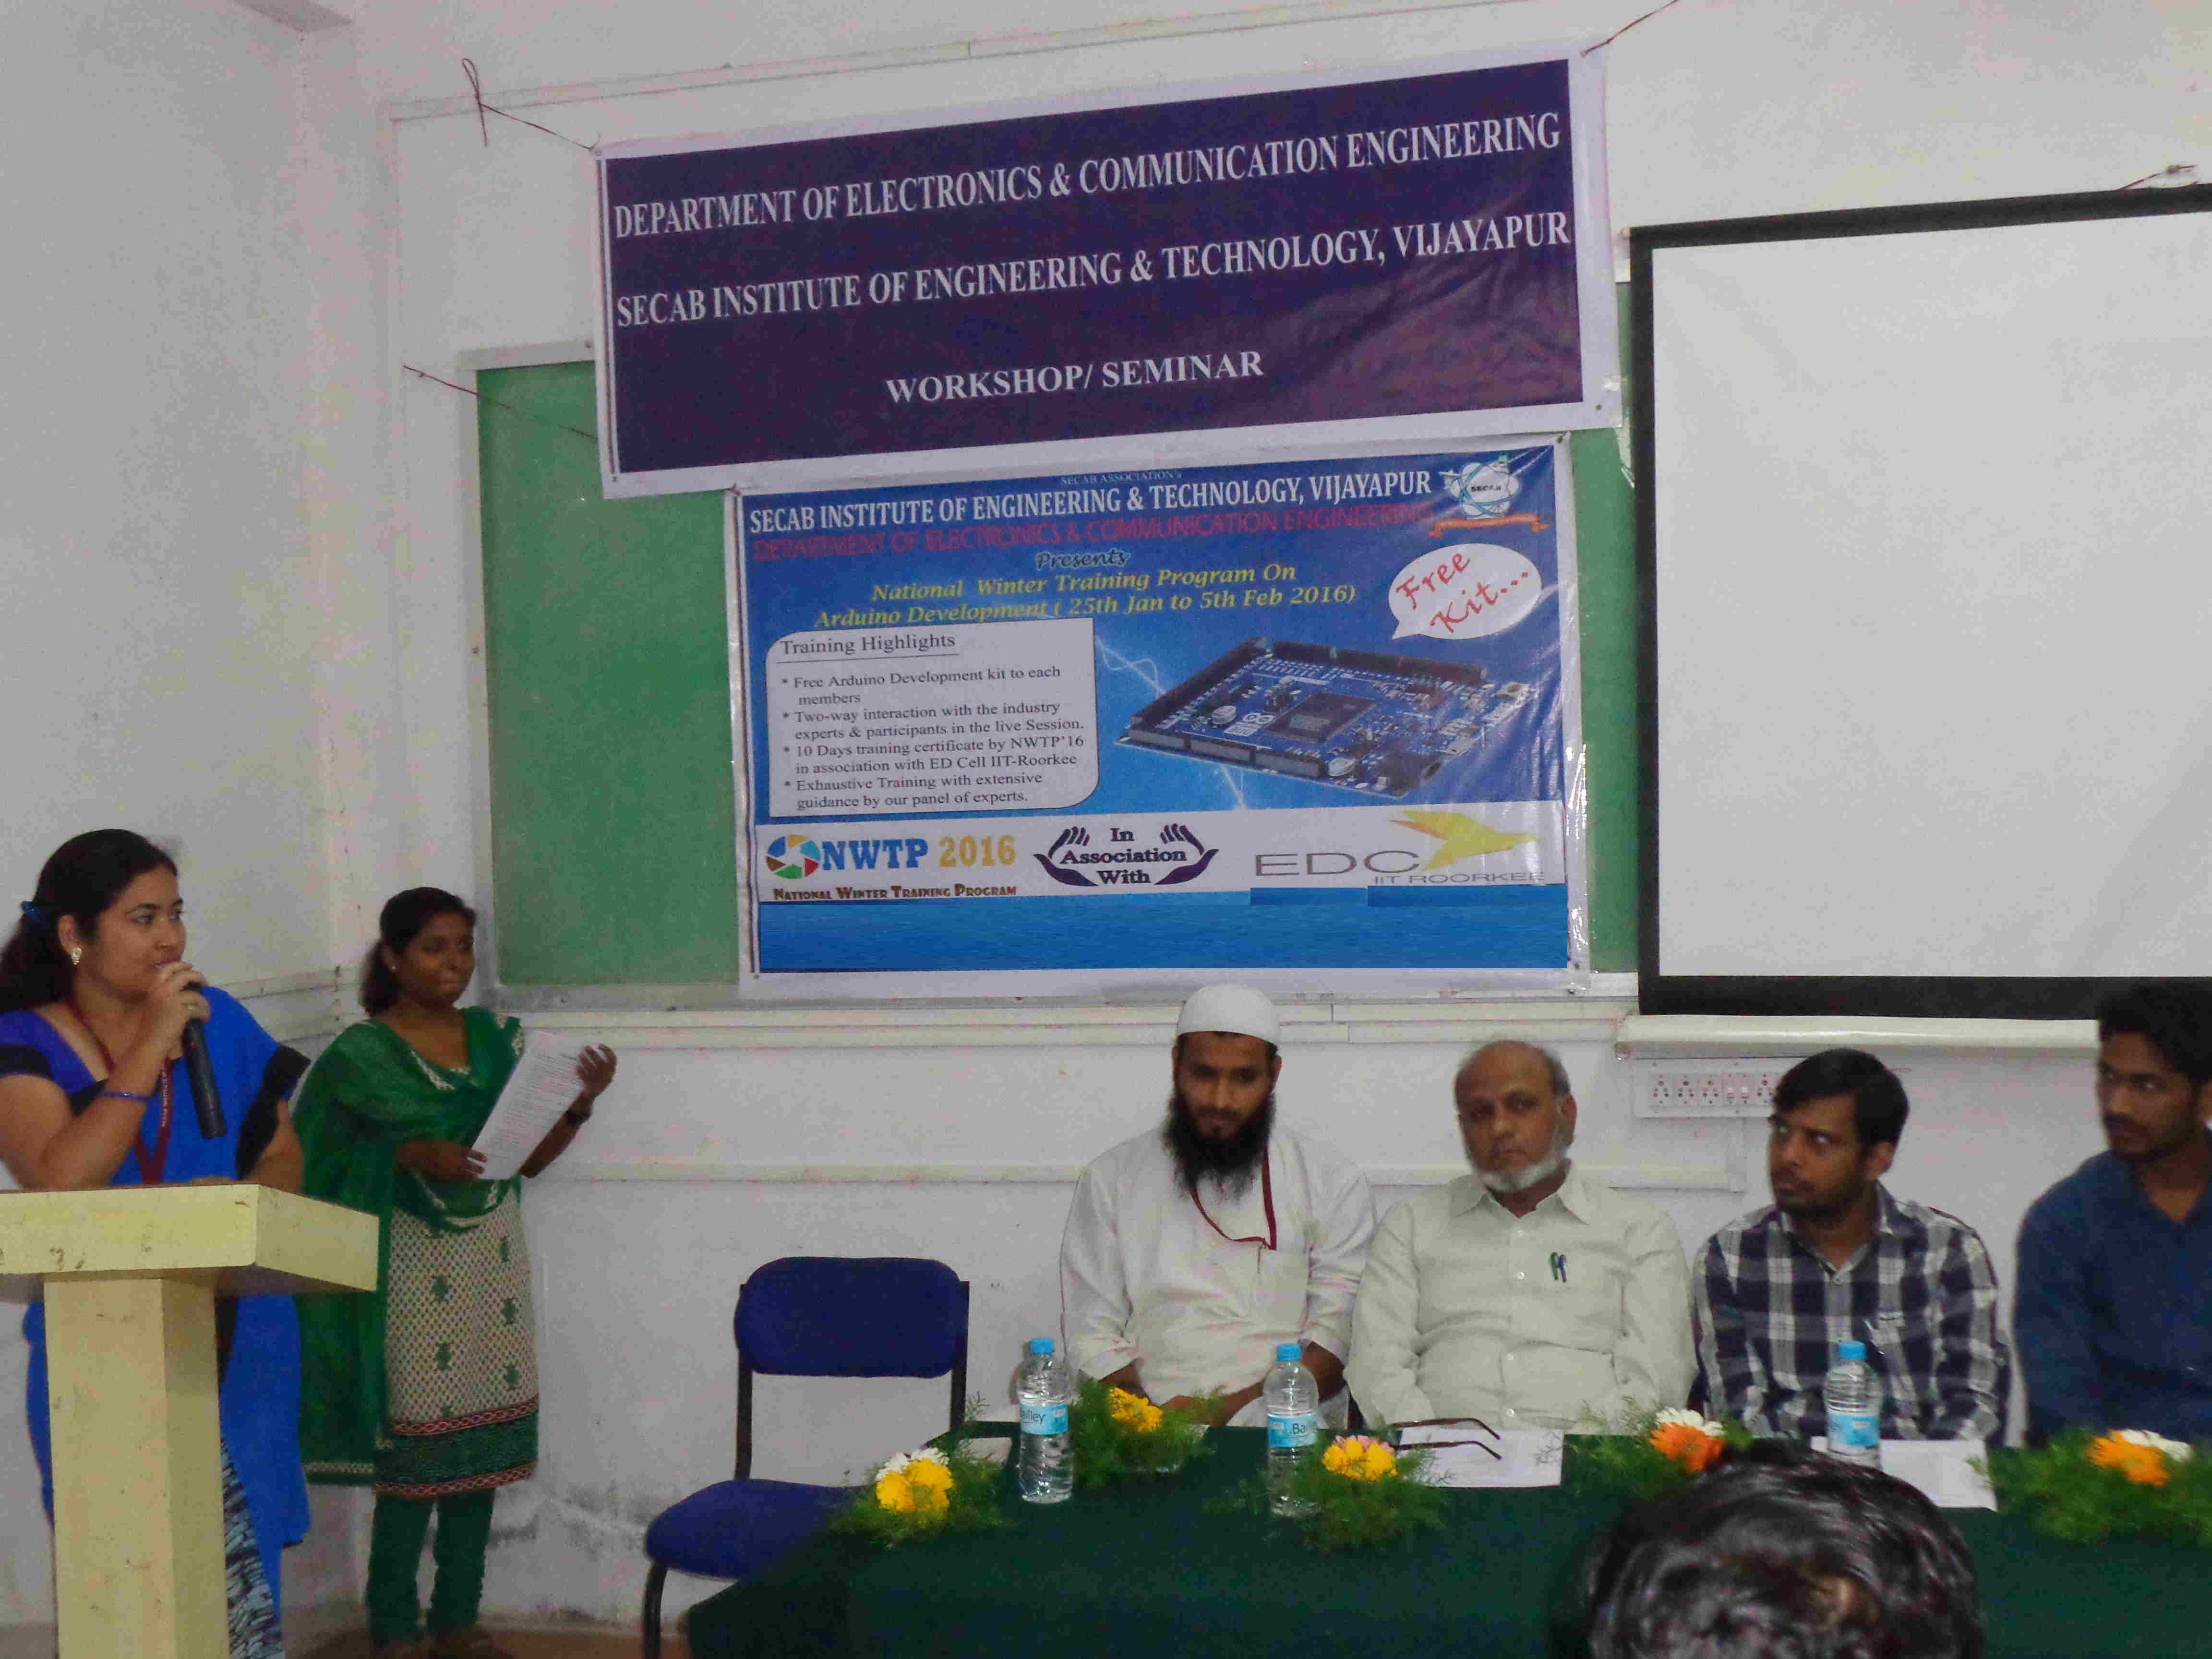 DEPARTMENT OF ELECTRONICS & COMMUNICATION ENGINEERING
SECAB INSTITUTE OF ENGINEERING & TECHNOLOGY, VIJAYAPUR
WORKSHOP/ SEMINAR
SECAB ASSOCIATION's
SECAB INSTITUTE OF ENGINEERING & TECHNOLOGY, VIJAYAPUR
SECAB
DEPARTMENT OF ELECTRONICS & COMMUNICATION ENGINEERING
Presents
National Winter Training Program On
Arduino Development ( 25th Jan to 5th Feb 2016)
Free
Kit...
Training Highlights
* Free Arduino Development kit to each
members
* Two-way interaction with the industry
experts & participants in the live Session.
* 10 Days training certificate by NWTP'16
in association with ED Cell IIT-Roorkee
* Exhaustive Training with extensive
guidance by our panel of experts.
NWTP 2016
NATIONAL WINTER TRAINING PROGRAM
In
Association
With
EDC
IIT ROORKEE